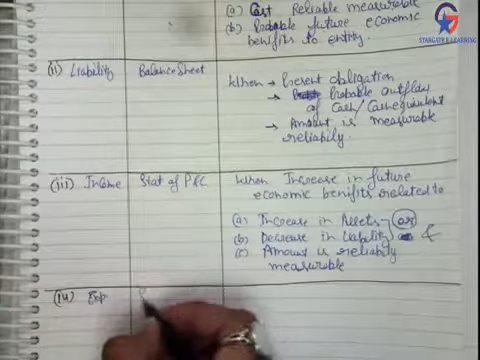 (a) Cost Reliable measurable
(b) Probable future economic
benefits to entity.
STARGATE E-LEARNING
(ii) Liability Balance Sheet When → Present obligation
→ Probable outflow
of Cash/Cash equivalent
→ Amount is measurable
reliabily.
(iii) Income Stat of P&L When Increase in future
economic benefits related to
(a) Increase in Assets- or
(b) Decrease in Liability &
(c) Amount is reliabily
measurable
(iv) Exp